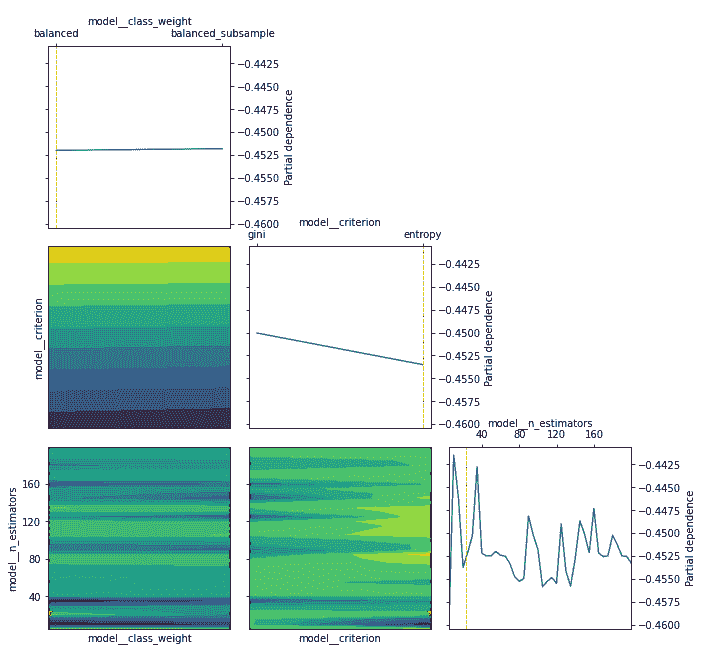 model__class_weight
balanced balanced_subsample
−0.4425
−0.4450
−0.4475
−0.4500
−0.4525
−0.4550
−0.4575
−0.4600
Partial dependence
model__criterion
gini entropy
model__criterion
−0.4425
−0.4450
−0.4475
−0.4500
−0.4525
−0.4550
−0.4575
−0.4600
Partial dependence
model__n_estimators
40 80 120 160
model__n_estimators
160
120
80
40
model__class_weight
model__criterion
−0.4425
−0.4450
−0.4475
−0.4500
−0.4525
−0.4550
−0.4575
−0.4600
Partial dependence